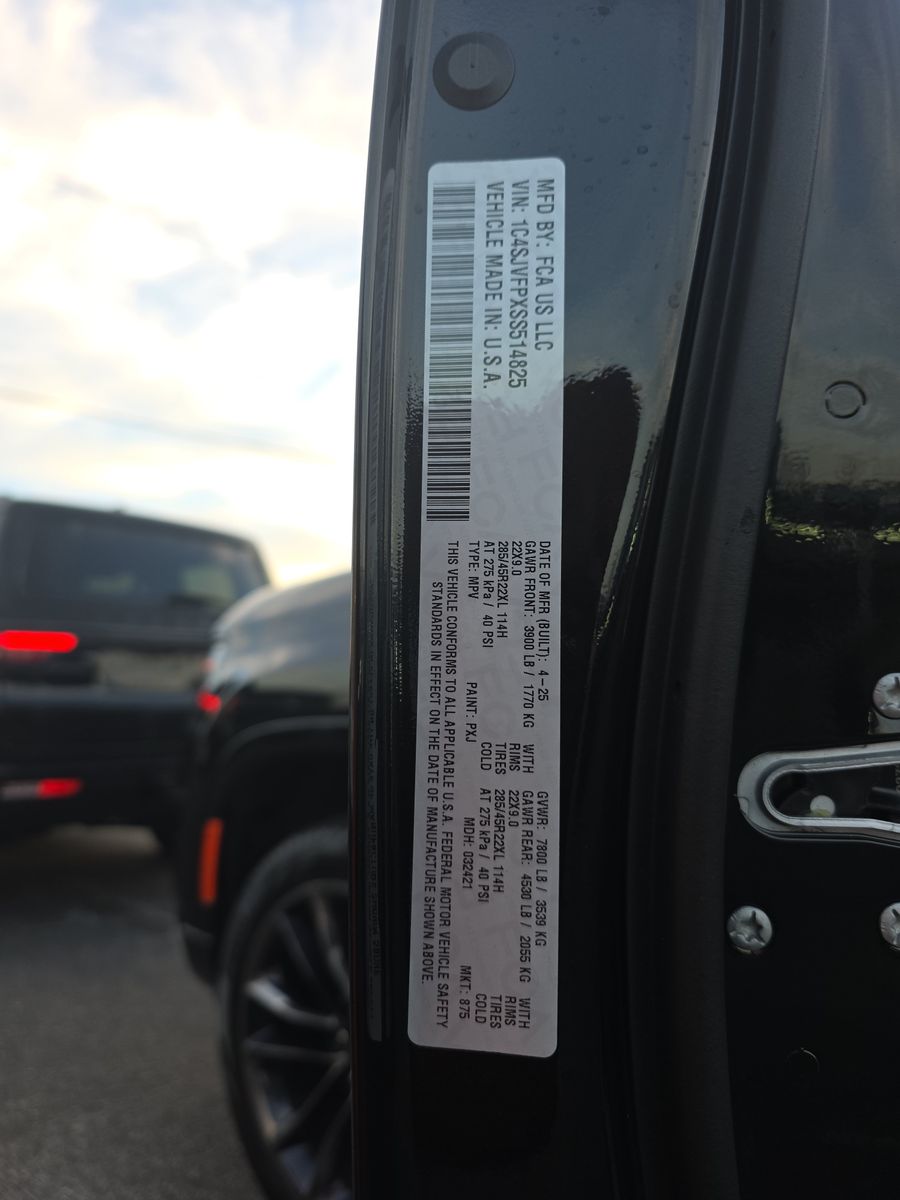 MFD BY: FCA US LLC
VIN: 1C4SJVFPXSS514825
VEHICLE MADE IN: U.S.A.
DATE OF MFR (BUILT): 4-25 GVWR: 7800 LB / 3539 KG
GAWR FRONT: 3900 LB / 1770 KG WITH GAWR REAR: 4530 LB / 2055 KG WITH
22X9.0 RIMS 22X9.0 RIMS
285/45R22XL 114H TIRES 285/45R22XL 114H TIRES
AT 275 kPa / 40 PSI COLD AT 275 kPa / 40 PSI COLD
TYPE: MPV PAINT: PXJ MDH: 032421 MKT: 875
THIS VEHICLE CONFORMS TO ALL APPLICABLE U.S.A. FEDERAL MOTOR VEHICLE SAFETY
STANDARDS IN EFFECT ON THE DATE OF MANUFACTURE SHOWN ABOVE.